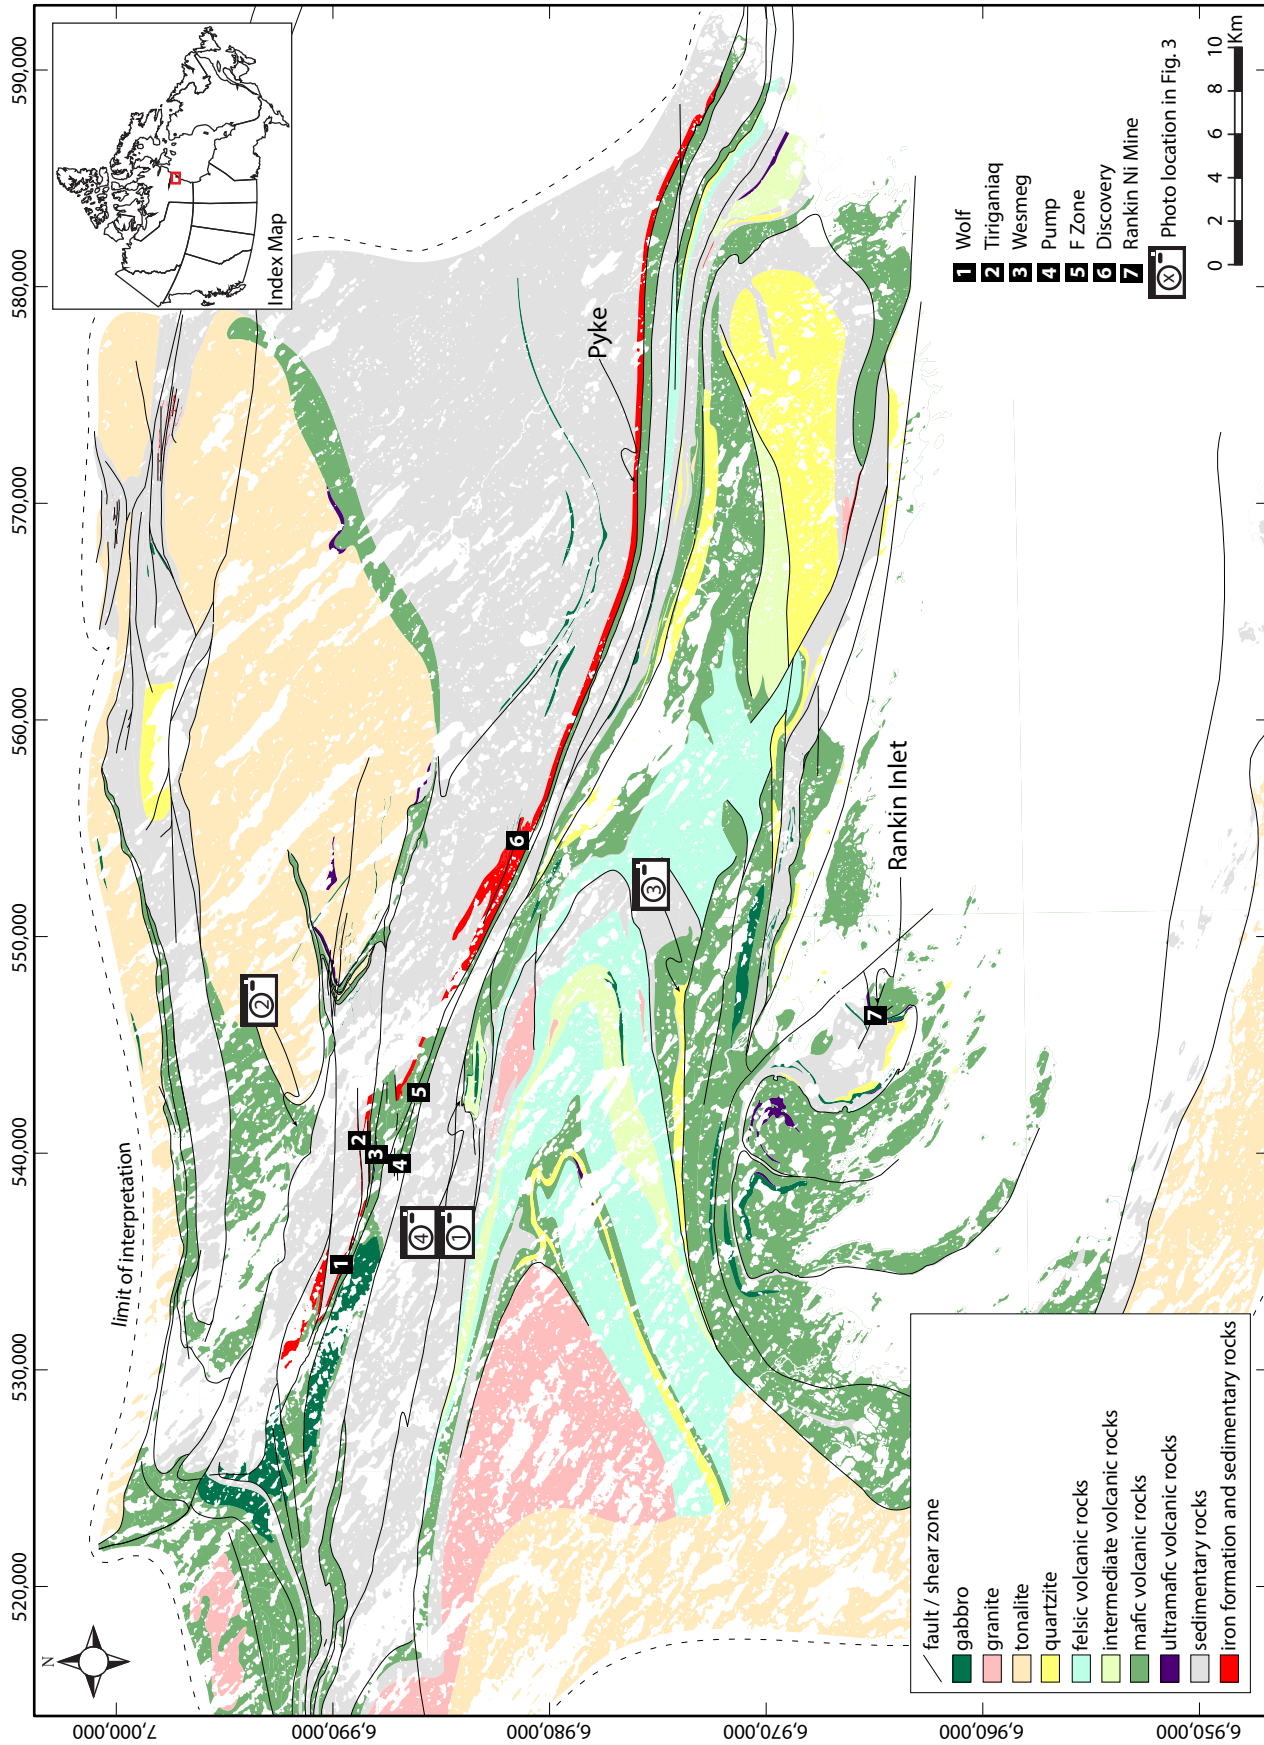 590,000
580,000
570,000
560,000
550,000
540,000
530,000
520,000
7,000,000
6,990,000
6,980,000
6,970,000
6,960,000
6,950,000
N
Index Map
limit of interpretation
Pyke
Rankin Inlet
1
2
3
4
5
6
7
2
3
4
1
1 Wolf
2 Tiriganiaq
3 Wesmeg
4 Pump
5 F Zone
6 Discovery
7 Rankin Ni Mine
X Photo location in Fig. 3
0 2 4 6 8 10
Km
fault / shear zone
gabbro
granite
tonalite
quartzite
felsic volcanic rocks
intermediate volcanic rocks
mafic volcanic rocks
ultramafic volcanic rocks
sedimentary rocks
iron formation and sedimentary rocks